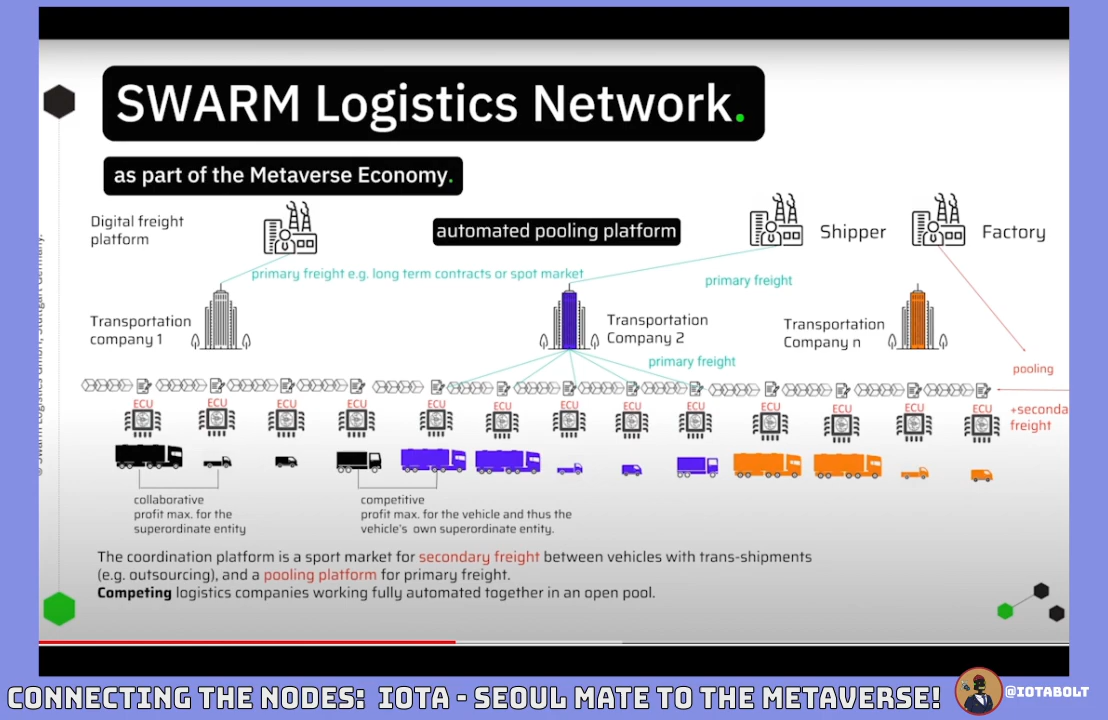 SWARM Logistics Network.
as part of the Metaverse Economy.
Digital freight
platform
automated pooling platform
Shipper
Factory
primary freight e.g. long term contracts or spot market
primary freight
Transportation
company 1
Transportation
Company 2
Transportation
Company n
primary freight
pooling
ECU ECU ECU ECU ECU ECU ECU ECU ECU ECU ECU ECU ECU
+seconda
freight
collaborative
profit max. for the
superordinate entity
competitive
profit max. for the vehicle and thus the
vehicle's own superordinate entity.
The coordination platform is a sport market for secondary freight between vehicles with trans-shipments
(e.g. outsourcing), and a pooling platform for primary freight.
Competing logistics companies working fully automated together in an open pool.
CONNECTING THE NODES: IOTA - SEOUL MATE TO THE METAVERSE!
@IOTABOLT